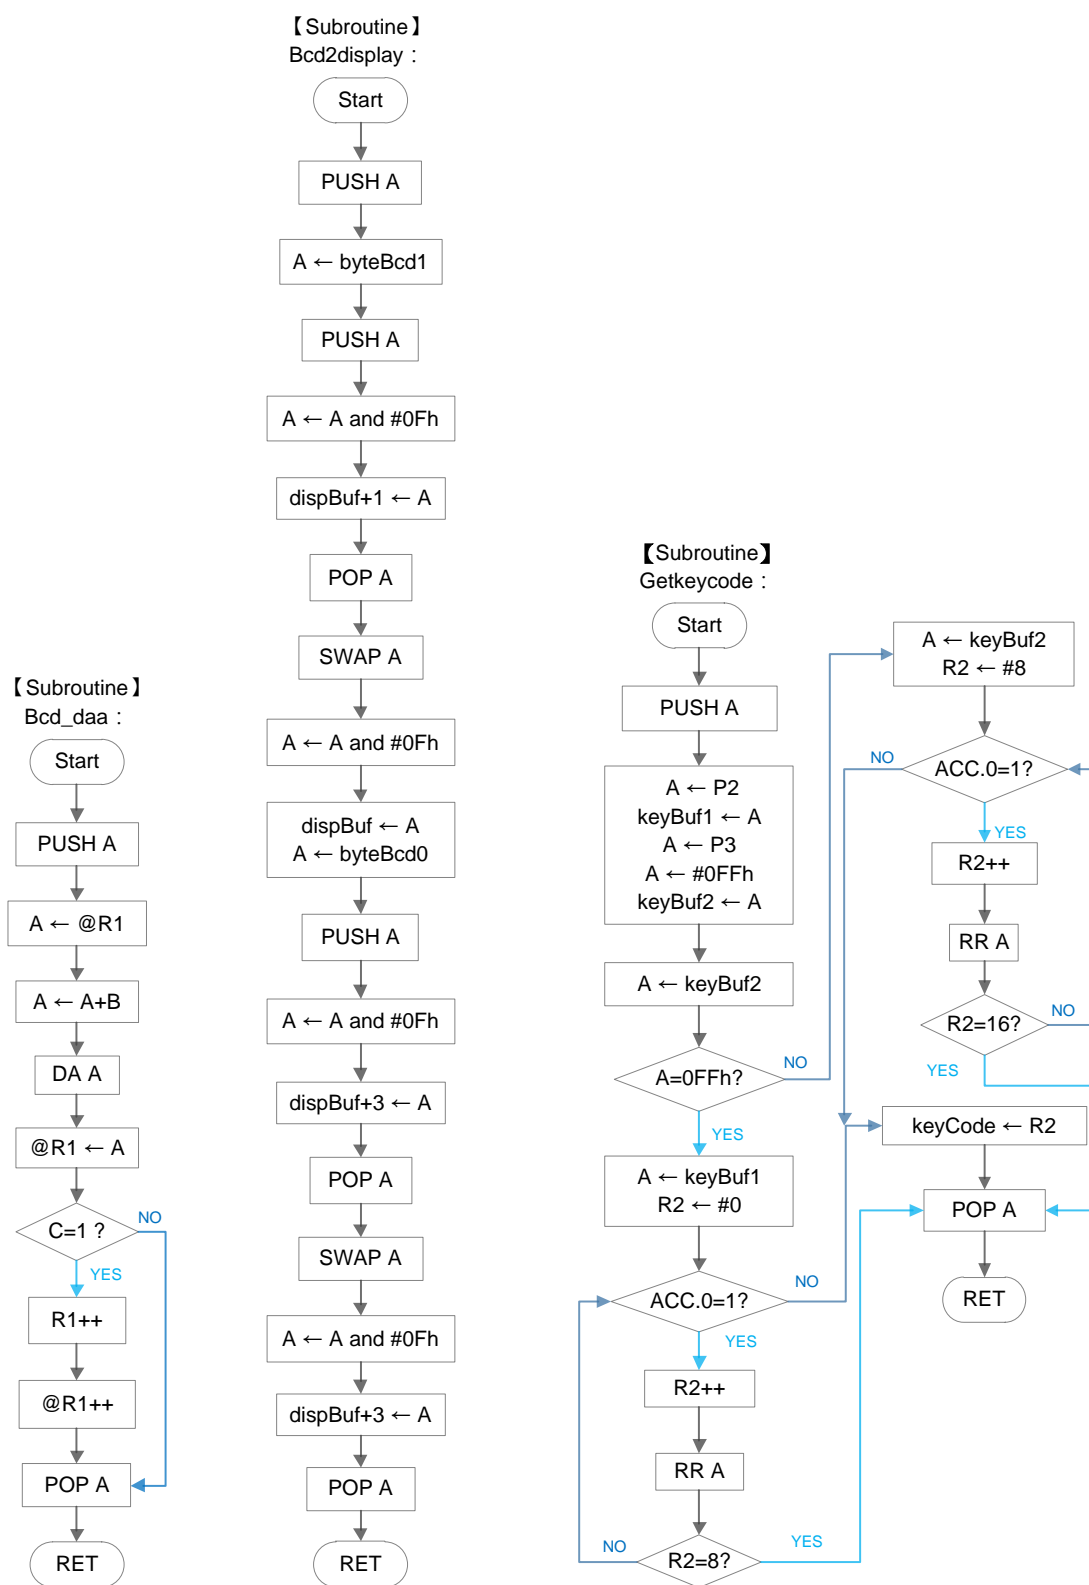 【Subroutine】
Bcd2display：
Start
PUSH A
A ← byteBcd1
PUSH A
A ← A and #0Fh
dispBuf+1 ← A
POP A
SWAP A
A ← A and #0Fh
dispBuf ← A
A ← byteBcd0
PUSH A
A ← A and #0Fh
dispBuf+3 ← A
POP A
SWAP A
A ← A and #0Fh
dispBuf+3 ← A
POP A
RET
【Subroutine】
Bcd_daa：
Start
PUSH A
A ← @R1
A ← A+B
DA A
@R1 ← A
C=1 ?
NO
YES
R1++
@R1++
POP A
RET
【Subroutine】
Getkeycode：
Start
PUSH A
A ← P2
keyBuf1 ← A
A ← P3
A ← #0FFh
keyBuf2 ← A
A ← keyBuf2
A=0FFh?
NO
YES
A ← keyBuf1
R2 ← #0
ACC.0=1?
NO
YES
R2++
RR A
R2=8?
NO
YES
A ← keyBuf2
R2 ← #8
ACC.0=1?
NO
YES
R2++
RR A
R2=16?
NO
YES
keyCode ← R2
POP A
RET